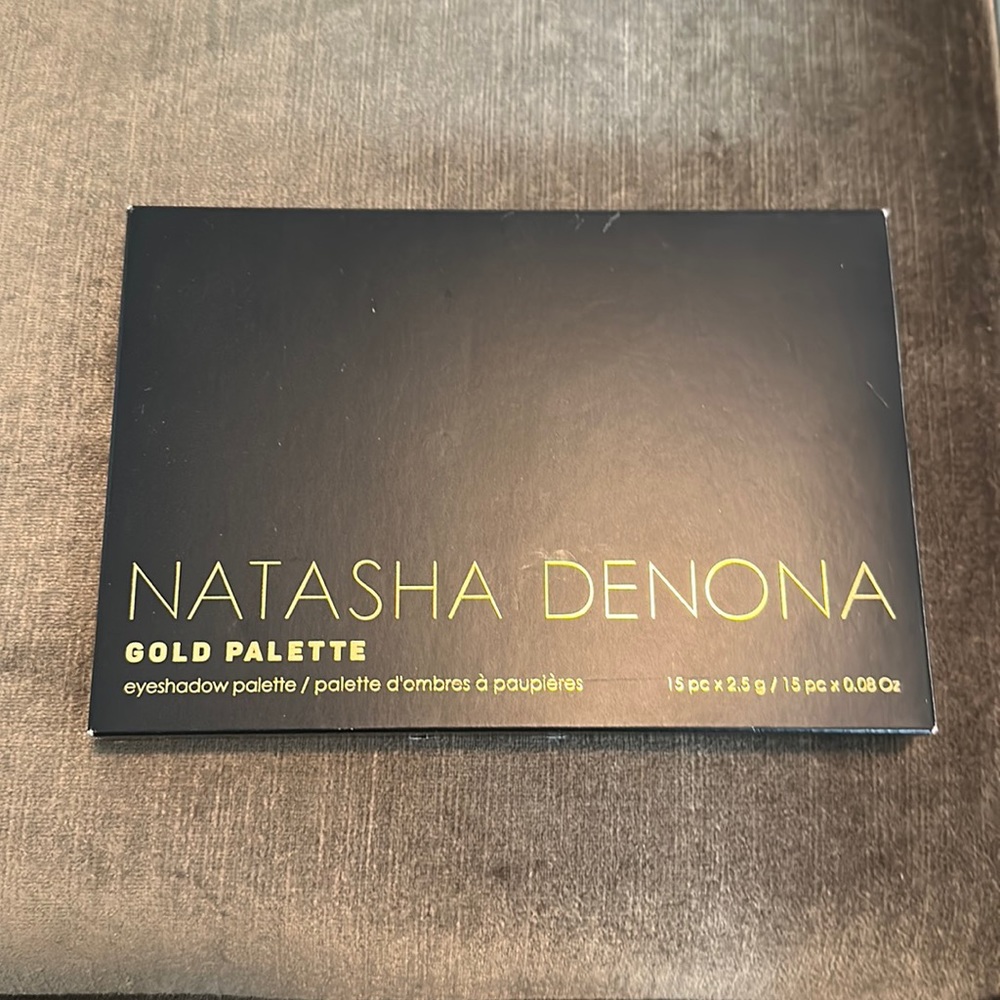 NATASHA DENONA
GOLD PALETTE
eyeshadow palette / palette d'ombres à paupières 15 pc x 2.5 g / 15 pc x 0.08 Oz